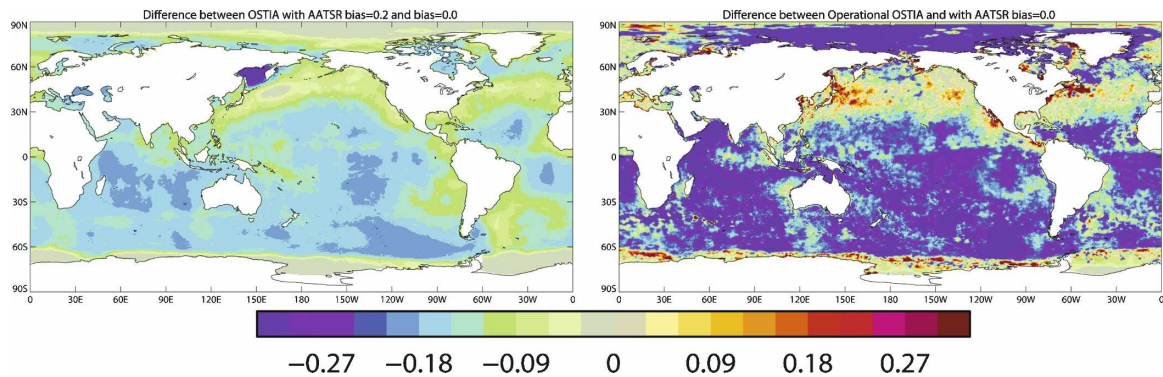 Difference between OSTIA with AATSR bias=0.2 and bias=0.0
90N
60N
30N
0
30S
60S
90S
0 30E 60E 90E 120E 150E 180 150W 120W 90W 60W 30W 0
Difference between Operational OSTIA and with AATSR bias=0.0
90N
60N
30N
0
30S
60S
90S
0 30E 60E 90E 120E 150E 180 150W 120W 90W 60W 30W 0
−0.27 −0.18 −0.09 0 0.09 0.18 0.27